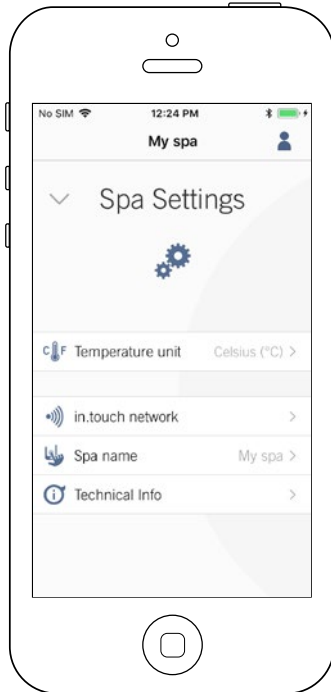 No SIM 12:24 PM
My spa
Spa Settings
C F Temperature unit Celsius (°C) >
in.touch network >
Spa name My spa >
Technical Info >